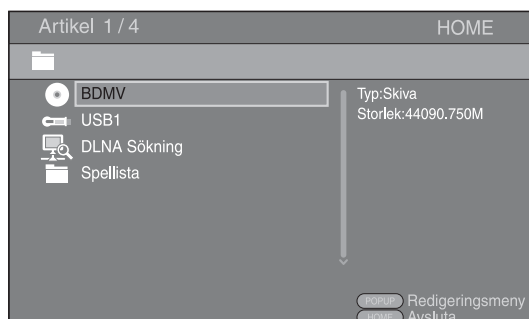 Artikel 1 / 4 HOME
BDMV
USB1
DLNA Sökning
Spellista
Typ:Skiva
Storlek:44090.750M
POPUP Redigeringsmeny
HOME Avsluta